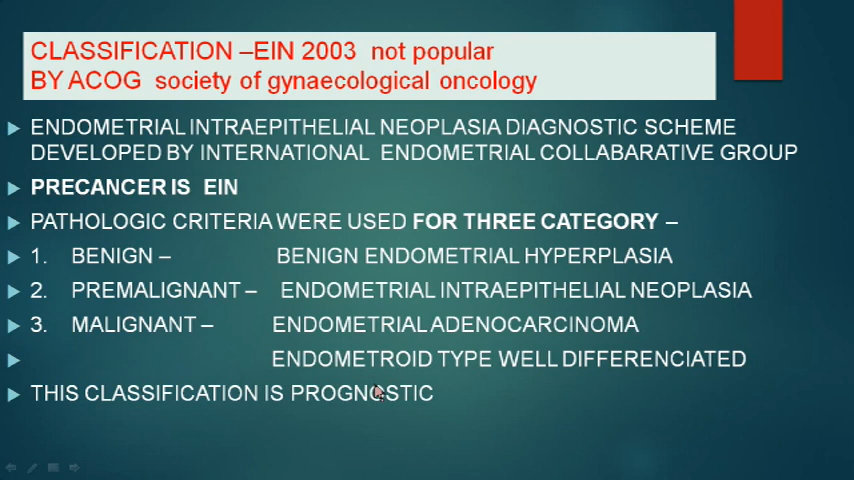 CLASSIFICATION –EIN 2003 not popular
BY ACOG society of gynaecological oncology
ENDOMETRIAL INTRAEPITHELIAL NEOPLASIA DIAGNOSTIC SCHEME
DEVELOPED BY INTERNATIONAL ENDOMETRIAL COLLABARATIVE GROUP
PRECANCER IS EIN
PATHOLOGIC CRITERIA WERE USED FOR THREE CATEGORY –
1. BENIGN – BENIGN ENDOMETRIAL HYPERPLASIA
2. PREMALIGNANT – ENDOMETRIAL INTRAEPITHELIAL NEOPLASIA
3. MALIGNANT – ENDOMETRIAL ADENOCARCINOMA
ENDOMETROID TYPE WELL DIFFERENCIATED
THIS CLASSIFICATION IS PROGNOSTIC